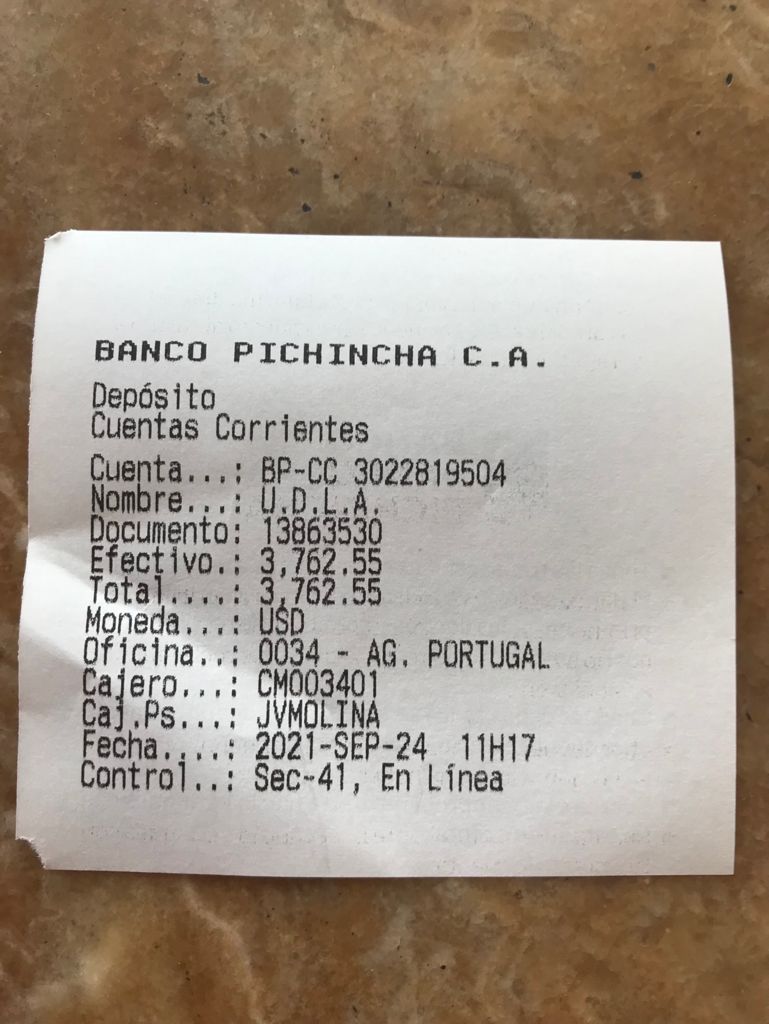 BANCO PICHINCHA C.A.
Depósito
Cuentas Corrientes
Cuenta...: BP-CC 3022819504
Nombre...: U.D.L.A.
Documento: 13863530
Efectivo.: 3,762.55
Total....: 3,762.55
Moneda...: USD
Oficina..: 0034 - AG. PORTUGAL
Cajero...: CM003401
Caj.Ps...: JVMOLINA
Fecha....: 2021-SEP-24  11H17
Control..: Sec-41, En Línea